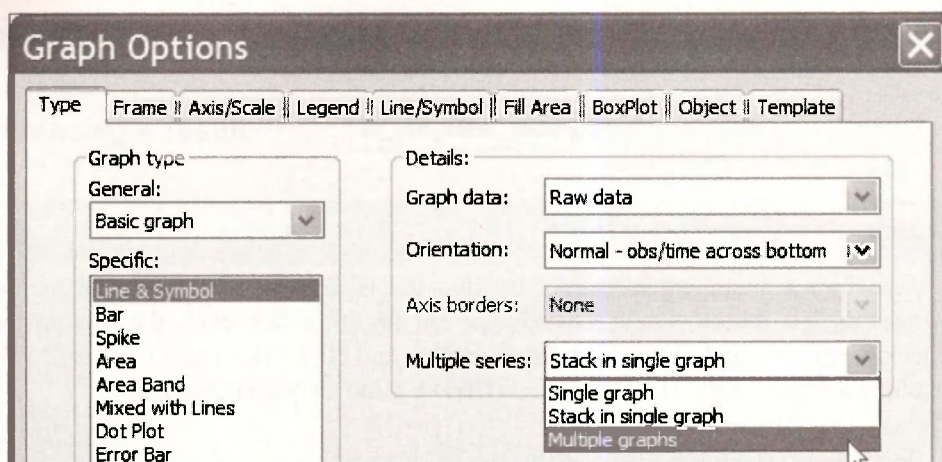 Graph Options
Type Frame Axis/Scale Legend Line/Symbol Fill Area BoxPlot Object Template
Graph type
General:
Basic graph
Specific:
Line & Symbol
Bar
Spike
Area
Area Band
Mixed with Lines
Dot Plot
Error Bar
Details:
Graph data: Raw data
Orientation: Normal - obs/time across bottom
Axis borders: None
Multiple series: Stack in single graph
Single graph
Stack in single graph
Multiple graphs